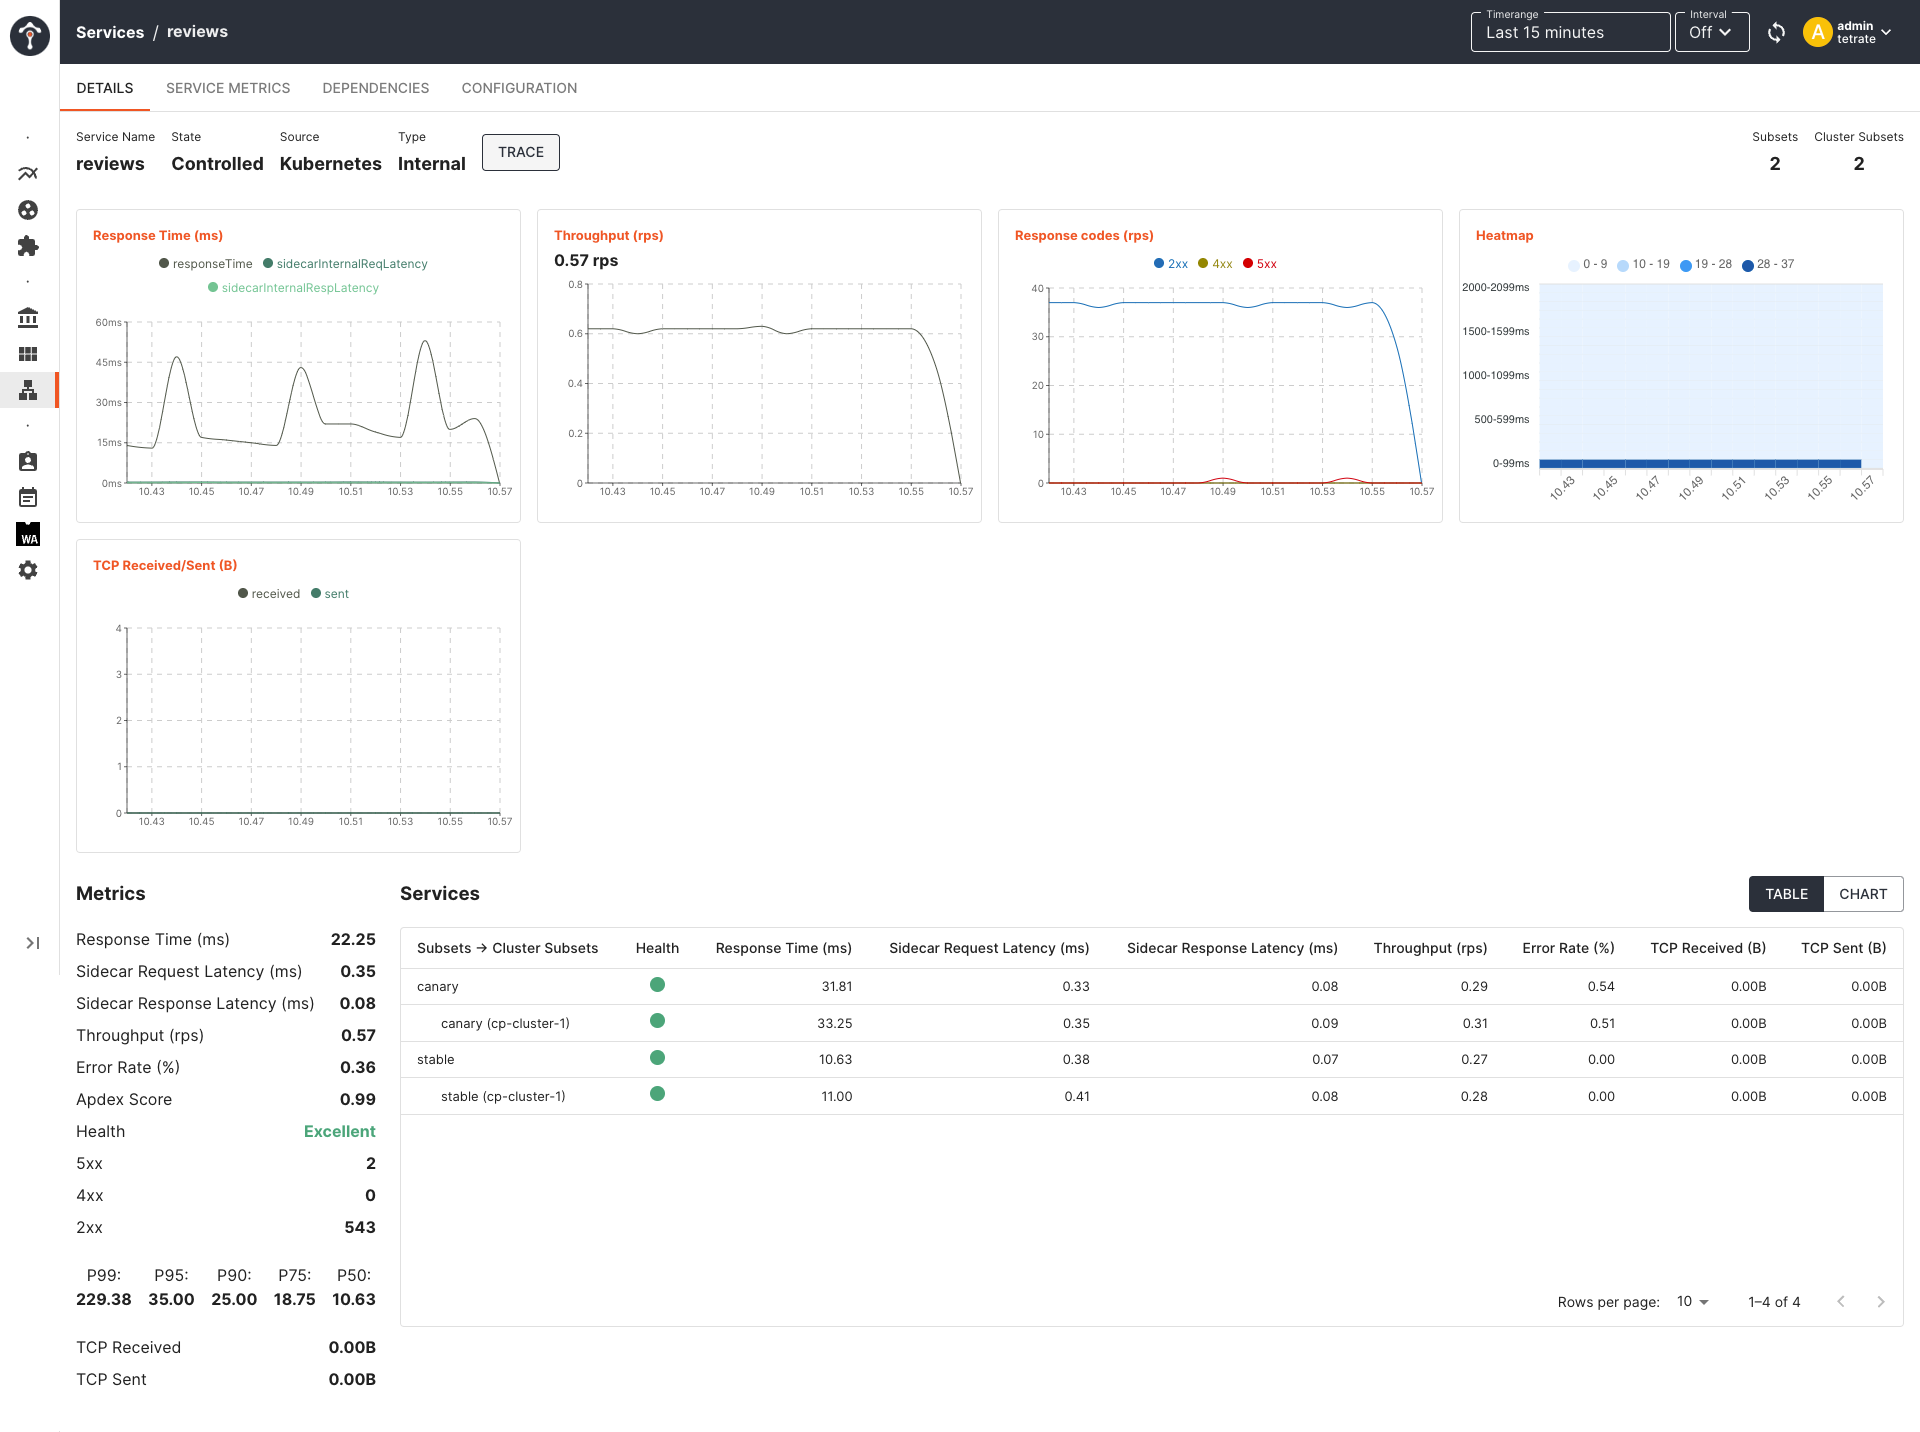 Services / reviews
Timerange
Last 15 minutes
Interval
Off
A
admin
tetrate
DETAILS
SERVICE METRICS
DEPENDENCIES
CONFIGURATION
Service Name
reviews
State
Controlled
Source
Kubernetes
Type
Internal
TRACE
Subsets
2
Cluster Subsets
2
WA
Response Time (ms)
responseTime sidecarInternalReqLatency
sidecarInternalRespLatency
60ms
45ms
30ms
15ms
0ms
10.43 10.45 10.47 10.49 10.51 10.53 10.55 10.57
Throughput (rps)
0.57 rps
0.8
0.6
0.4
0.2
0
10.43 10.45 10.47 10.49 10.51 10.53 10.55 10.57
Response codes (rps)
2xx 4xx 5xx
40
30
20
10
0
10.43 10.45 10.47 10.49 10.51 10.53 10.55 10.57
Heatmap
0 - 9 10 - 19 19 - 28 28 - 37
2000-2099ms
1500-1599ms
1000-1099ms
500-599ms
0-99ms
10.43 10.45 10.47 10.49 10.51 10.53 10.55 10.57
TCP Received/Sent (B)
received sent
4
3
2
1
0
10.43 10.45 10.47 10.49 10.51 10.53 10.55 10.57
Metrics
Response Time (ms) 22.25
Sidecar Request Latency (ms) 0.35
Sidecar Response Latency (ms) 0.08
Throughput (rps) 0.57
Error Rate (%) 0.36
Apdex Score 0.99
Health Excellent
5xx 2
4xx 0
2xx 543
P99: P95: P90: P75: P50:
229.38 35.00 25.00 18.75 10.63
TCP Received 0.00B
TCP Sent 0.00B
Services
TABLE CHART
Subsets → Cluster Subsets Health Response Time (ms) Sidecar Request Latency (ms) Sidecar Response Latency (ms) Throughput (rps) Error Rate (%) TCP Received (B) TCP Sent (B)
canary 31.81 0.33 0.08 0.29 0.54 0.00B 0.00B
canary (cp-cluster-1) 33.25 0.35 0.09 0.31 0.51 0.00B 0.00B
stable 10.63 0.38 0.07 0.27 0.00 0.00B 0.00B
stable (cp-cluster-1) 11.00 0.41 0.08 0.28 0.00 0.00B 0.00B
Rows per page: 10 1–4 of 4